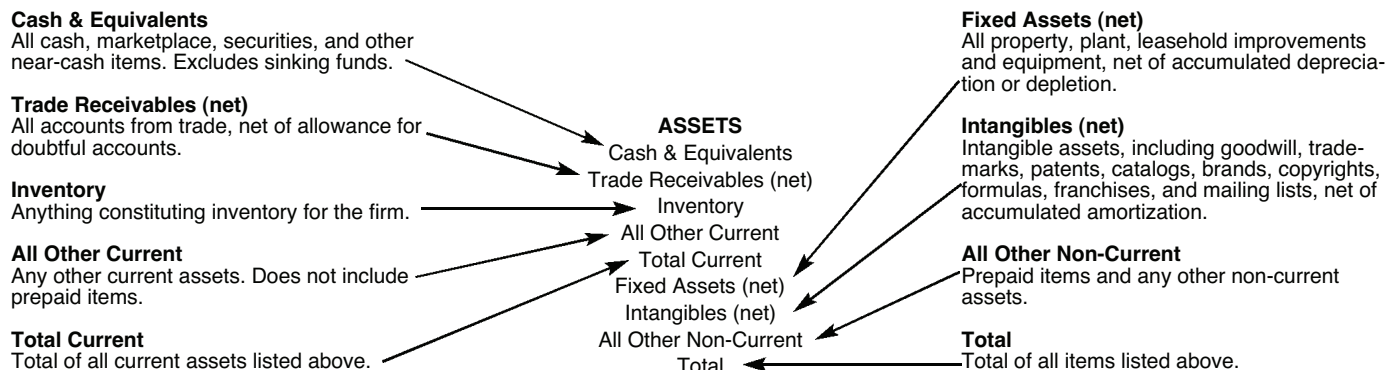 Cash & Equivalents
All cash, marketplace, securities, and other
near-cash items. Excludes sinking funds.
Trade Receivables (net)
All accounts from trade, net of allowance for
doubtful accounts.
Inventory
Anything constituting inventory for the firm.
All Other Current
Any other current assets. Does not include
prepaid items.
Total Current
Total of all current assets listed above.
ASSETS
Cash & Equivalents
Trade Receivables (net)
Inventory
All Other Current
Total Current
Fixed Assets (net)
Intangibles (net)
All Other Non-Current
Total
Fixed Assets (net)
All property, plant, leasehold improvements
and equipment, net of accumulated deprecia-
tion or depletion.
Intangibles (net)
Intangible assets, including goodwill, trade-
marks, patents, catalogs, brands, copyrights,
formulas, franchises, and mailing lists, net of
accumulated amortization.
All Other Non-Current
Prepaid items and any other non-current
assets.
Total
Total of all items listed above.